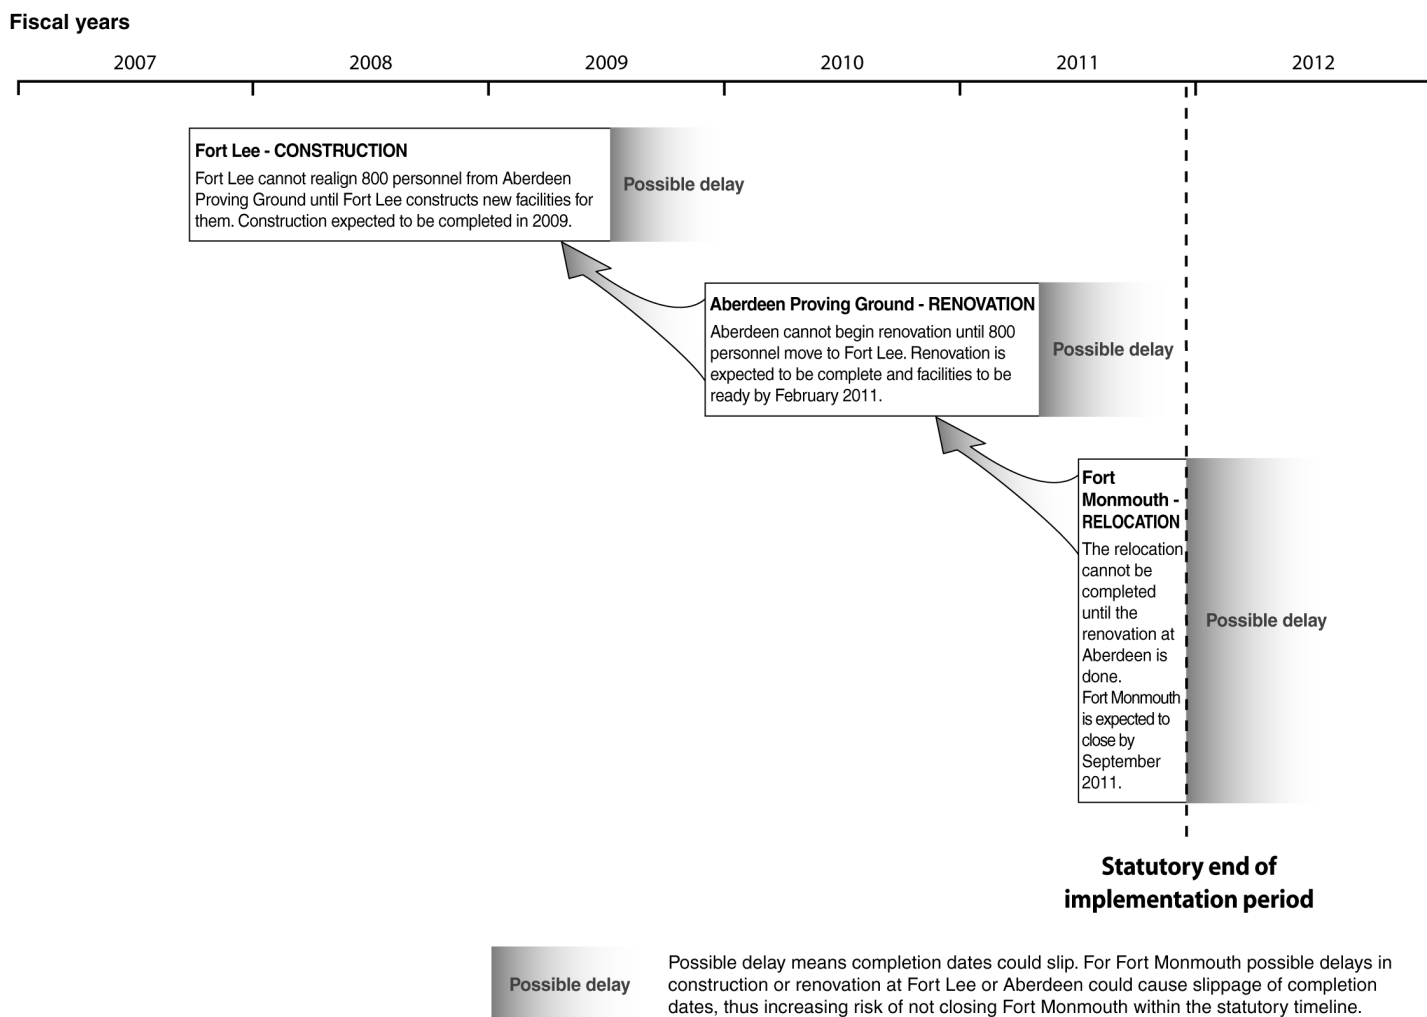 Fiscal years
2007 2008 2009 2010 2011 2012
Fort Lee - CONSTRUCTION
Fort Lee cannot realign 800 personnel from Aberdeen
Proving Ground until Fort Lee constructs new facilities for
them. Construction expected to be completed in 2009.
Possible delay
Aberdeen Proving Ground - RENOVATION
Aberdeen cannot begin renovation until 800
personnel move to Fort Lee. Renovation is
expected to be complete and facilities to be
ready by February 2011.
Possible delay
Fort
Monmouth -
RELOCATION
The relocation
cannot be
completed
until the
renovation at
Aberdeen is
done.
Fort Monmouth
is expected to
close by
September
2011.
Possible delay
Statutory end of
implementation period
Possible delay
Possible delay means completion dates could slip. For Fort Monmouth possible delays in
construction or renovation at Fort Lee or Aberdeen could cause slippage of completion
dates, thus increasing risk of not closing Fort Monmouth within the statutory timeline.